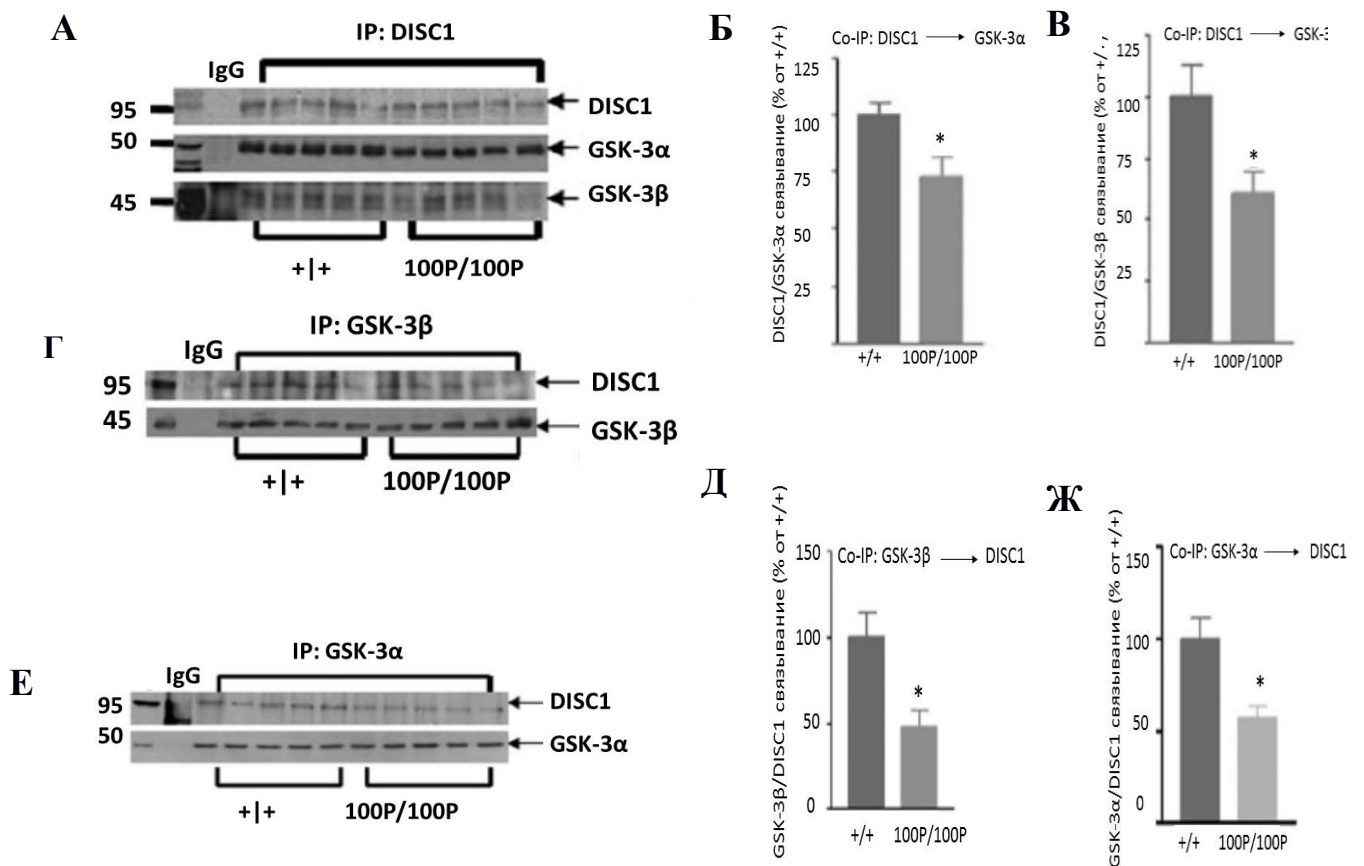 А
IP: DISC1
IgG
95
DISC1
50
GSK-3α
45
GSK-3β
+|+
100P/100P
Б
Co-IP: DISC1 → GSK-3α
DISC1/GSK-3α связывание (% от +/+)
125
100
75
50
25
+/+
100P/100P
*
В
Co-IP: DISC1 → GSK-
DISC1/GSK-3β связывание (% от
125
100
75
50
25
+/+
100P/100P
*
Г
IP: GSK-3β
IgG
95
DISC1
45
GSK-3β
+|+
100P/100P
Д
Co-IP: GSK-3β → DISC1
GSK-3β/DISC1 связывание (% от +/+)
150
100
50
0
+/+
100P/100P
*
Е
IP: GSK-3α
IgG
95
DISC1
50
GSK-3α
+|+
100P/100P
Ж
Co-IP: GSK-3α → DISC1
GSK-3α/DISC1 связывание (% от +/+)
150
100
50
0
+/+
100P/100P
*